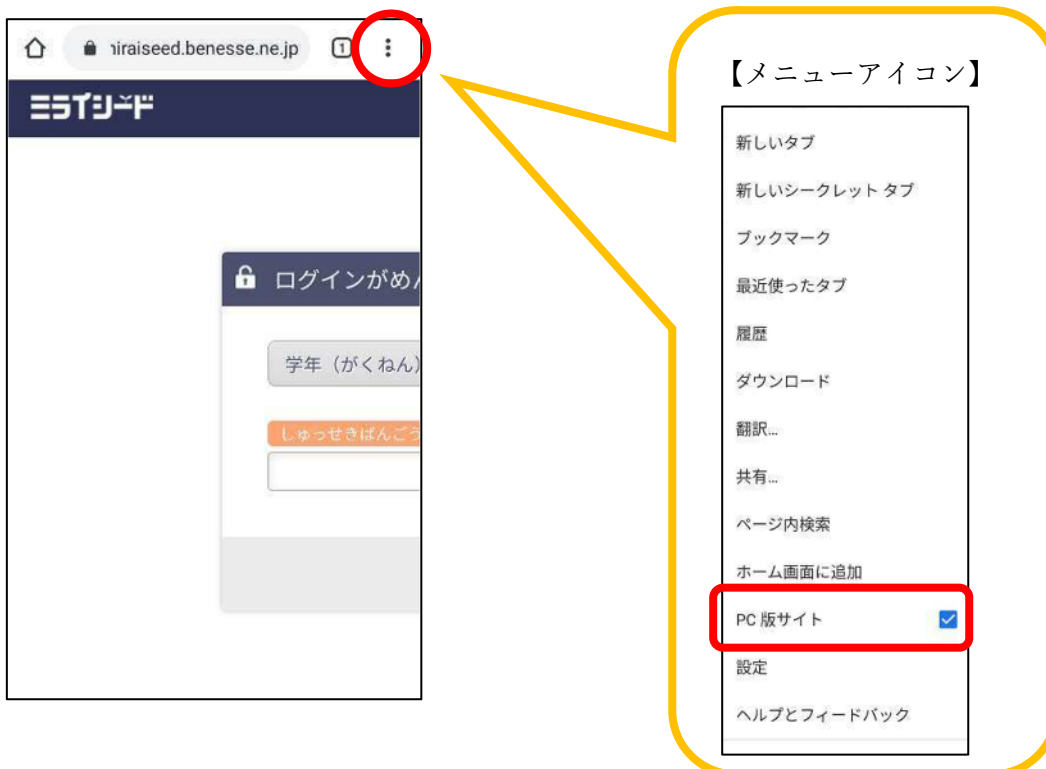 iraiseed.benesse.ne.jp
1
ミライシード
ログインがめ
学年（がくねん）
しゅっせきばんごう
【メニューアイコン】
新しいタブ
新しいシークレット タブ
ブックマーク
最近使ったタブ
履歴
ダウンロード
翻訳...
共有...
ページ内検索
ホーム画面に追加
PC 版サイト
設定
ヘルプとフィードバック